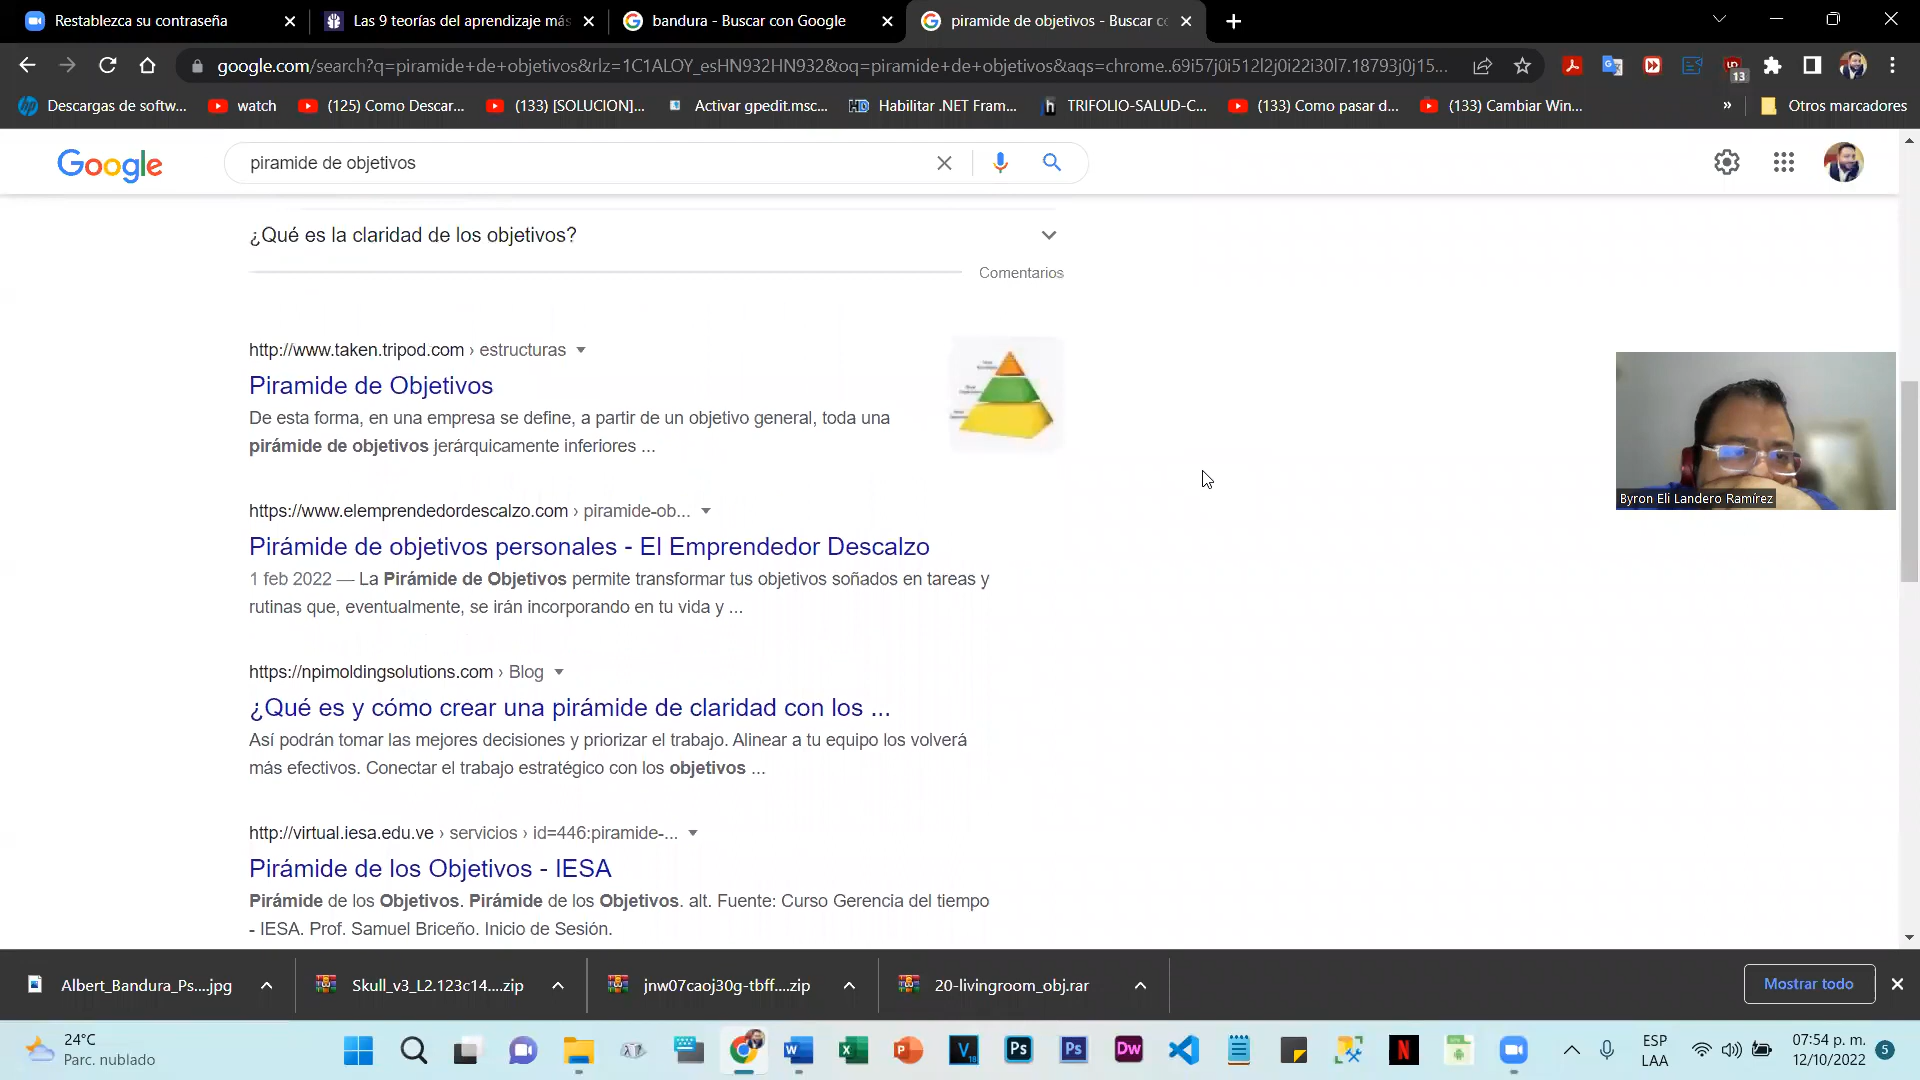 Restablezca su contraseña
Las 9 teorías del aprendizaje más
bandura - Buscar con Google
piramide de objetivos - Buscar c
google.com/search?q=piramide+de+objetivos&rlz=1C1ALOY_esHN932HN932&oq=piramide+de+objetivos&aqs=chrome..69i57j0i512l2j0i22i30l7.18793j0j15...
13
Descargas de softw...
watch
(125) Como Descar...
(133) [SOLUCION]...
Activar gpedit.msc...
Habilitar .NET Fram...
TRIFOLIO-SALUD-C...
(133) Como pasar d...
(133) Cambiar Win...
»
Otros marcadores
Google
piramide de objetivos
¿Qué es la claridad de los objetivos?
Comentarios
http://www.taken.tripod.com › estructuras
Piramide de Objetivos
De esta forma, en una empresa se define, a partir de un objetivo general, toda una
pirámide de objetivos jerárquicamente inferiores ...
https://www.elemprendedordescalzo.com › piramide-ob...
Pirámide de objetivos personales - El Emprendedor Descalzo
1 feb 2022 — La Pirámide de Objetivos permite transformar tus objetivos soñados en tareas y
rutinas que, eventualmente, se irán incorporando en tu vida y ...
https://npimoldingsolutions.com › Blog
¿Qué es y cómo crear una pirámide de claridad con los ...
Así podrán tomar las mejores decisiones y priorizar el trabajo. Alinear a tu equipo los volverá
más efectivos. Conectar el trabajo estratégico con los objetivos ...
http://virtual.iesa.edu.ve › servicios › id=446:piramide-...
Pirámide de los Objetivos - IESA
Pirámide de los Objetivos. Pirámide de los Objetivos. alt. Fuente: Curso Gerencia del tiempo
- IESA. Prof. Samuel Briceño. Inicio de Sesión.
Byron Eli Landero Ramírez
Albert_Bandura_Ps....jpg
Skull_v3_L2.123c14....zip
jnw07caoj30g-tbff....zip
20-livingroom_obj.rar
Mostrar todo
24°C
Parc. nublado
W
X
P
V
Ps
Ps
Dw
N
ESP
LAA
07:54 p. m.
12/10/2022
5